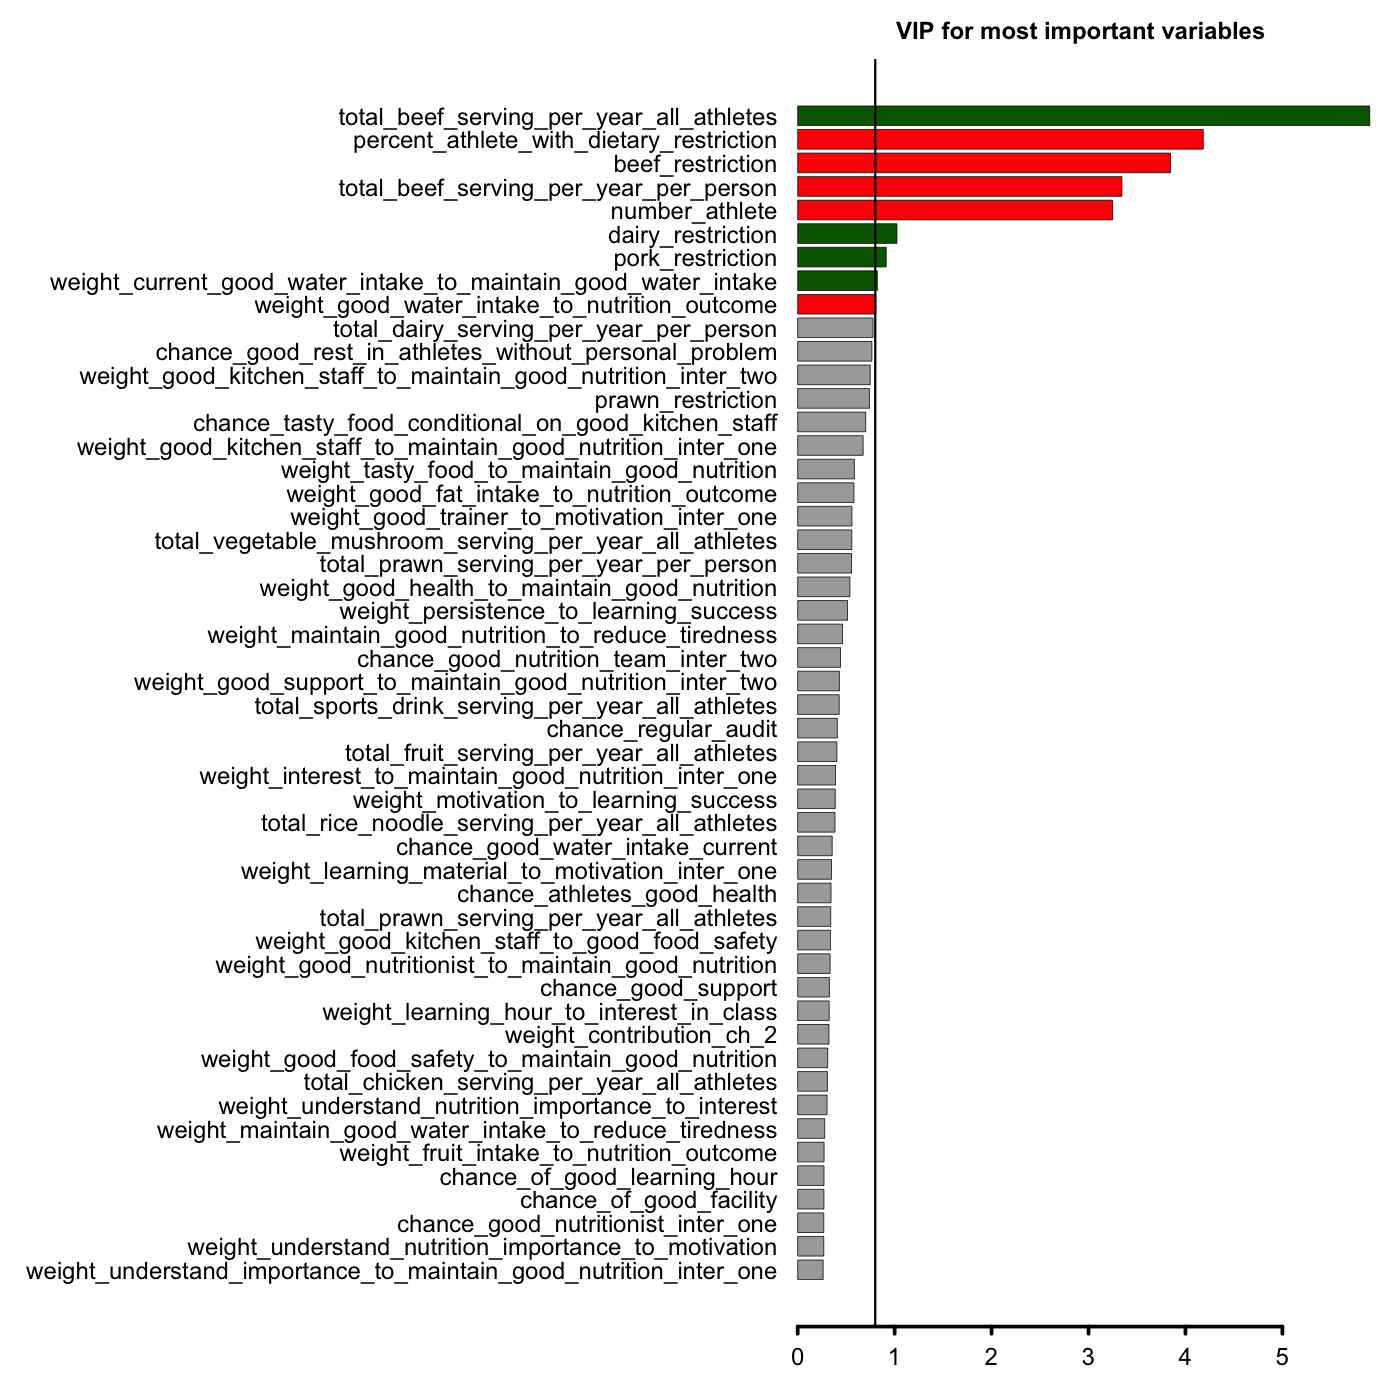 VIP for most important variables
total_beef_serving_per_year_all_athletes
percent_athlete_with_dietary_restriction
beef_restriction
total_beef_serving_per_year_per_person
number_athlete
dairy_restriction
pork_restriction
weight_current_good_water_intake_to_maintain_good_water_intake
weight_good_water_intake_to_nutrition_outcome
total_dairy_serving_per_year_per_person
chance_good_rest_in_athletes_without_personal_problem
weight_good_kitchen_staff_to_maintain_good_nutrition_inter_two
prawn_restriction
chance_tasty_food_conditional_on_good_kitchen_staff
weight_good_kitchen_staff_to_maintain_good_nutrition_inter_one
weight_tasty_food_to_maintain_good_nutrition
weight_good_fat_intake_to_nutrition_outcome
weight_good_trainer_to_motivation_inter_one
total_vegetable_mushroom_serving_per_year_all_athletes
total_prawn_serving_per_year_per_person
weight_good_health_to_maintain_good_nutrition
weight_persistence_to_learning_success
weight_maintain_good_nutrition_to_reduce_tiredness
chance_good_nutrition_team_inter_two
weight_good_support_to_maintain_good_nutrition_inter_two
total_sports_drink_serving_per_year_all_athletes
chance_regular_audit
total_fruit_serving_per_year_all_athletes
weight_interest_to_maintain_good_nutrition_inter_one
weight_motivation_to_learning_success
total_rice_noodle_serving_per_year_all_athletes
chance_good_water_intake_current
weight_learning_material_to_motivation_inter_one
chance_athletes_good_health
total_prawn_serving_per_year_all_athletes
weight_good_kitchen_staff_to_good_food_safety
weight_good_nutritionist_to_maintain_good_nutrition
chance_good_support
weight_learning_hour_to_interest_in_class
weight_contribution_ch_2
weight_good_food_safety_to_maintain_good_nutrition
total_chicken_serving_per_year_all_athletes
weight_understand_nutrition_importance_to_interest
weight_maintain_good_water_intake_to_reduce_tiredness
weight_fruit_intake_to_nutrition_outcome
chance_of_good_learning_hour
chance_of_good_facility
chance_good_nutritionist_inter_one
weight_understand_nutrition_importance_to_motivation
weight_understand_importance_to_maintain_good_nutrition_inter_one
0 1 2 3 4 5